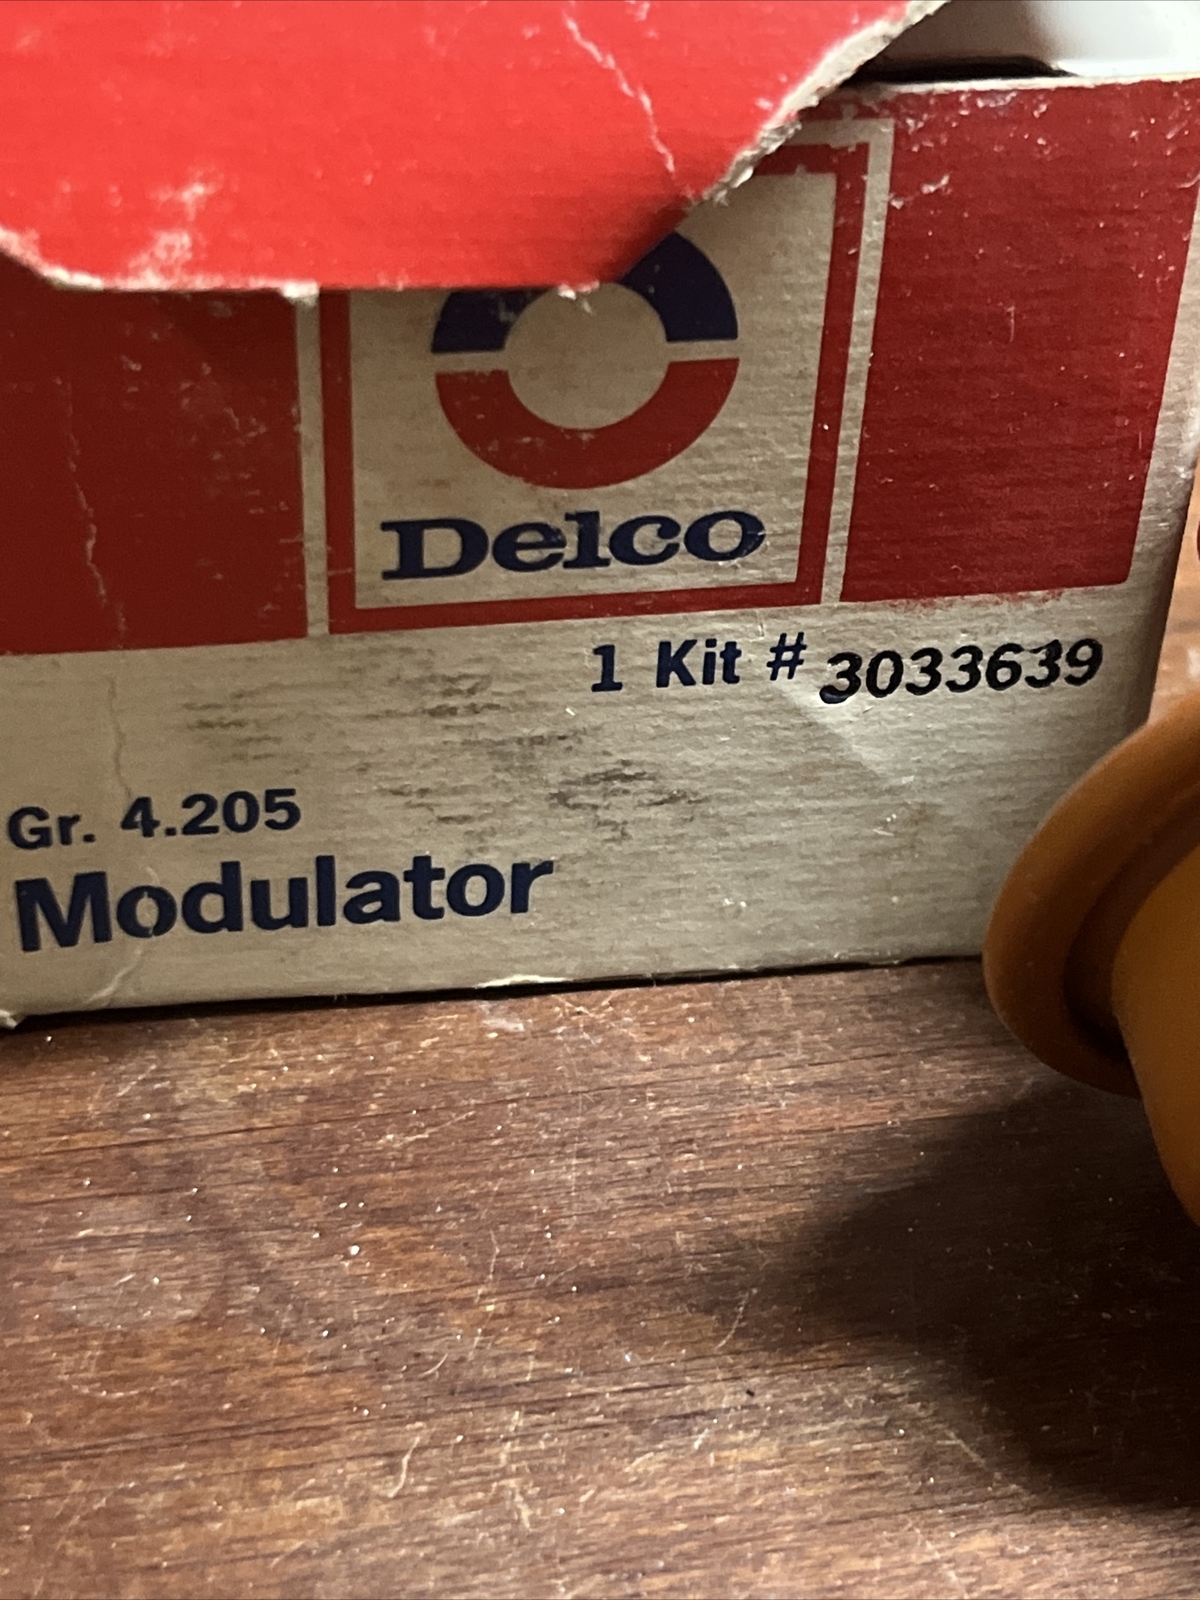 Delco
1 Kit # 3033639
Gr. 4.205
Modulator